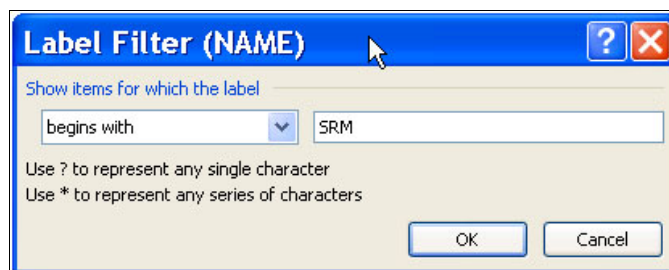 Label Filter (NAME)
?
Show items for which the label
begins with SRM
Use ? to represent any single character
Use * to represent any series of characters
OK Cancel